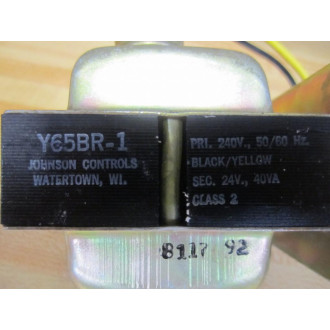 Y65BR-1
JOHNSON CONTROLS
WATERTOWN, WI.
PRI. 240V., 50/60 Hz.
BLACK/YELLOW
SEC. 24V., 40VA
CLASS 2
8117 92